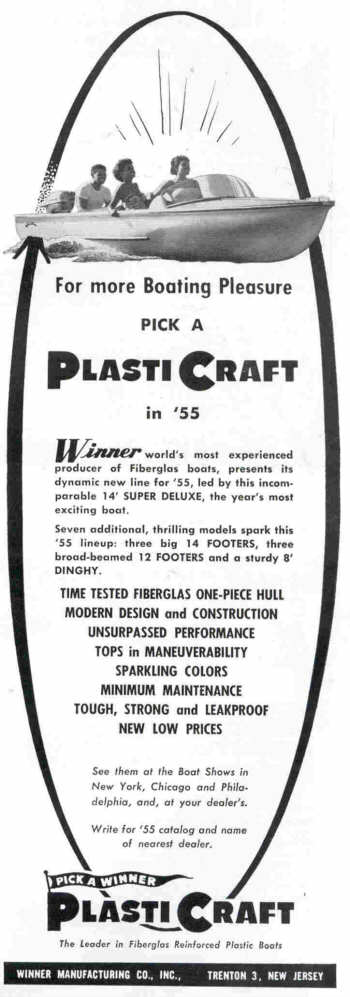 For more Boating Pleasure
PICK A
PLASTICRAFT
in '55
Winner world's most experienced
producer of Fiberglas boats, presents its
dynamic new line for '55, led by this incom-
parable 14' SUPER DELUXE, the year's most
exciting boat.
Seven additional, thrilling models spark this
'55 lineup: three big 14 FOOTERS, three
broad-beamed 12 FOOTERS and a sturdy 8'
DINGHY.
TIME TESTED FIBERGLAS ONE-PIECE HULL
MODERN DESIGN and CONSTRUCTION
UNSURPASSED PERFORMANCE
TOPS in MANEUVERABILITY
SPARKLING COLORS
MINIMUM MAINTENANCE
TOUGH, STRONG and LEAKPROOF
NEW LOW PRICES
See them at the Boat Shows in
New York, Chicago and Phila-
delphia, and, at your dealer's.
Write for '55 catalog and name
of nearest dealer.
PICK A WINNER
PLASTICRAFT
The Leader in Fiberglas Reinforced Plastic Boats
WINNER MANUFACTURING CO., INC., TRENTON 3, NEW JERSEY